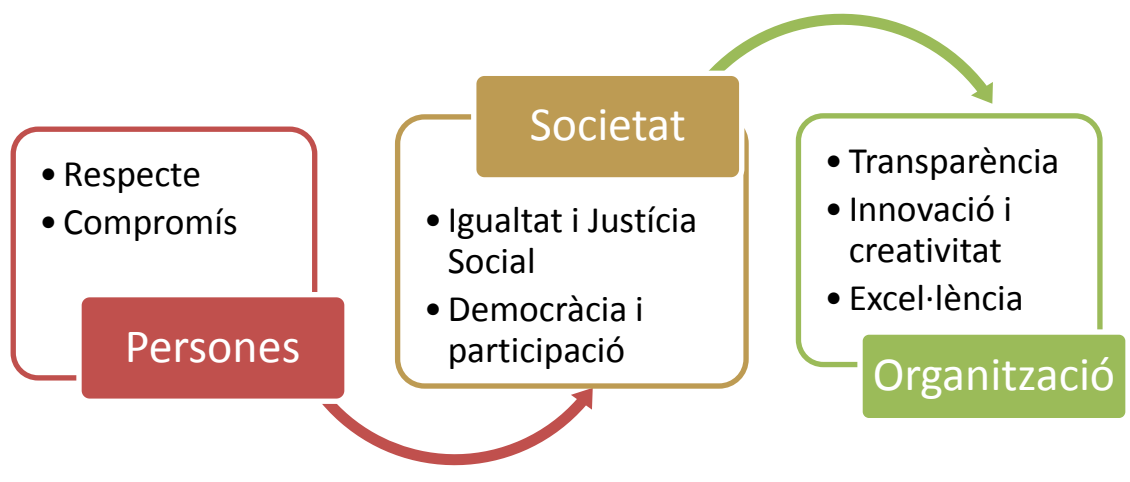 • Respecte
• Compromís
Persones
Societat
• Igualtat i Justícia
Social
• Democràcia i
participació
• Transparència
• Innovació i
creativitat
• Excel·lència
Organització